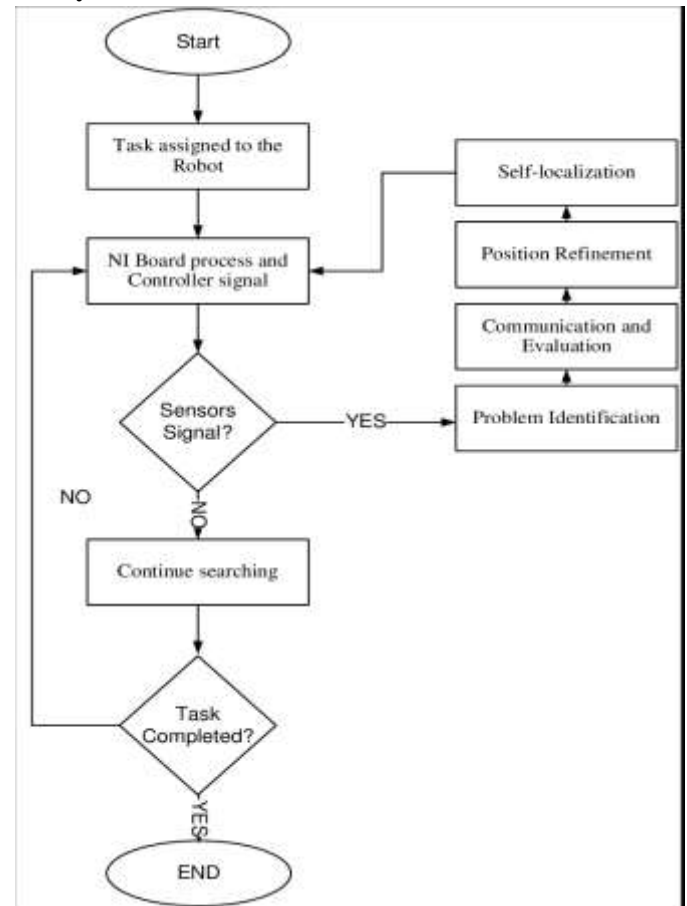 Start
Task assigned to the
Robot
Self-localization
NI Board process and
Controller signal
Position Refinement
Communication and
Evaluation
Sensors
Signal?
YES
Problem Identification
NO
NO
Continue searching
Task
Completed?
YES
END